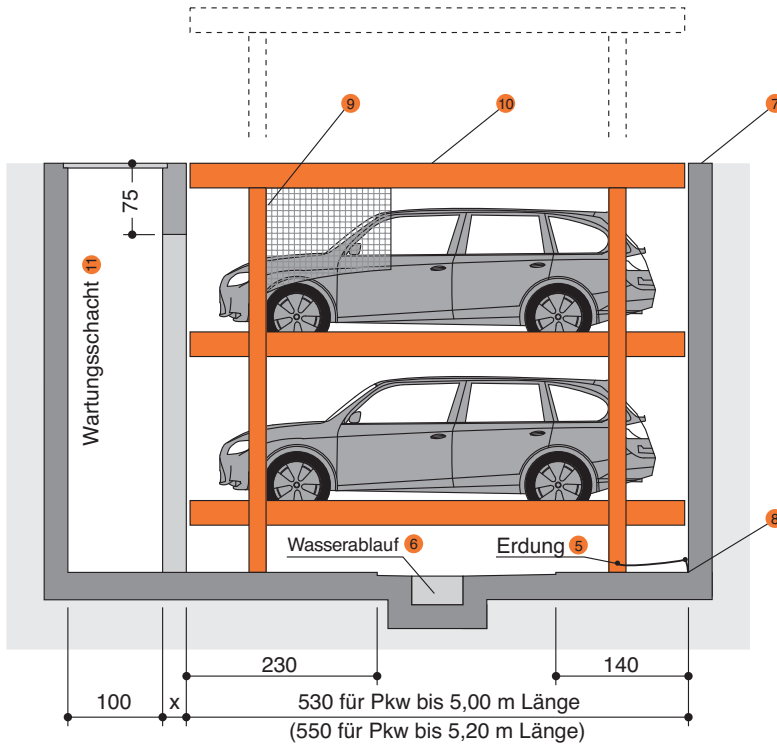 9
10
7
75
Wartungsschacht 11
8
Wasserablauf 6
Erdung 5
230
140
100
x
530 für Pkw bis 5,00 m Länge
(550 für Pkw bis 5,20 m Länge)